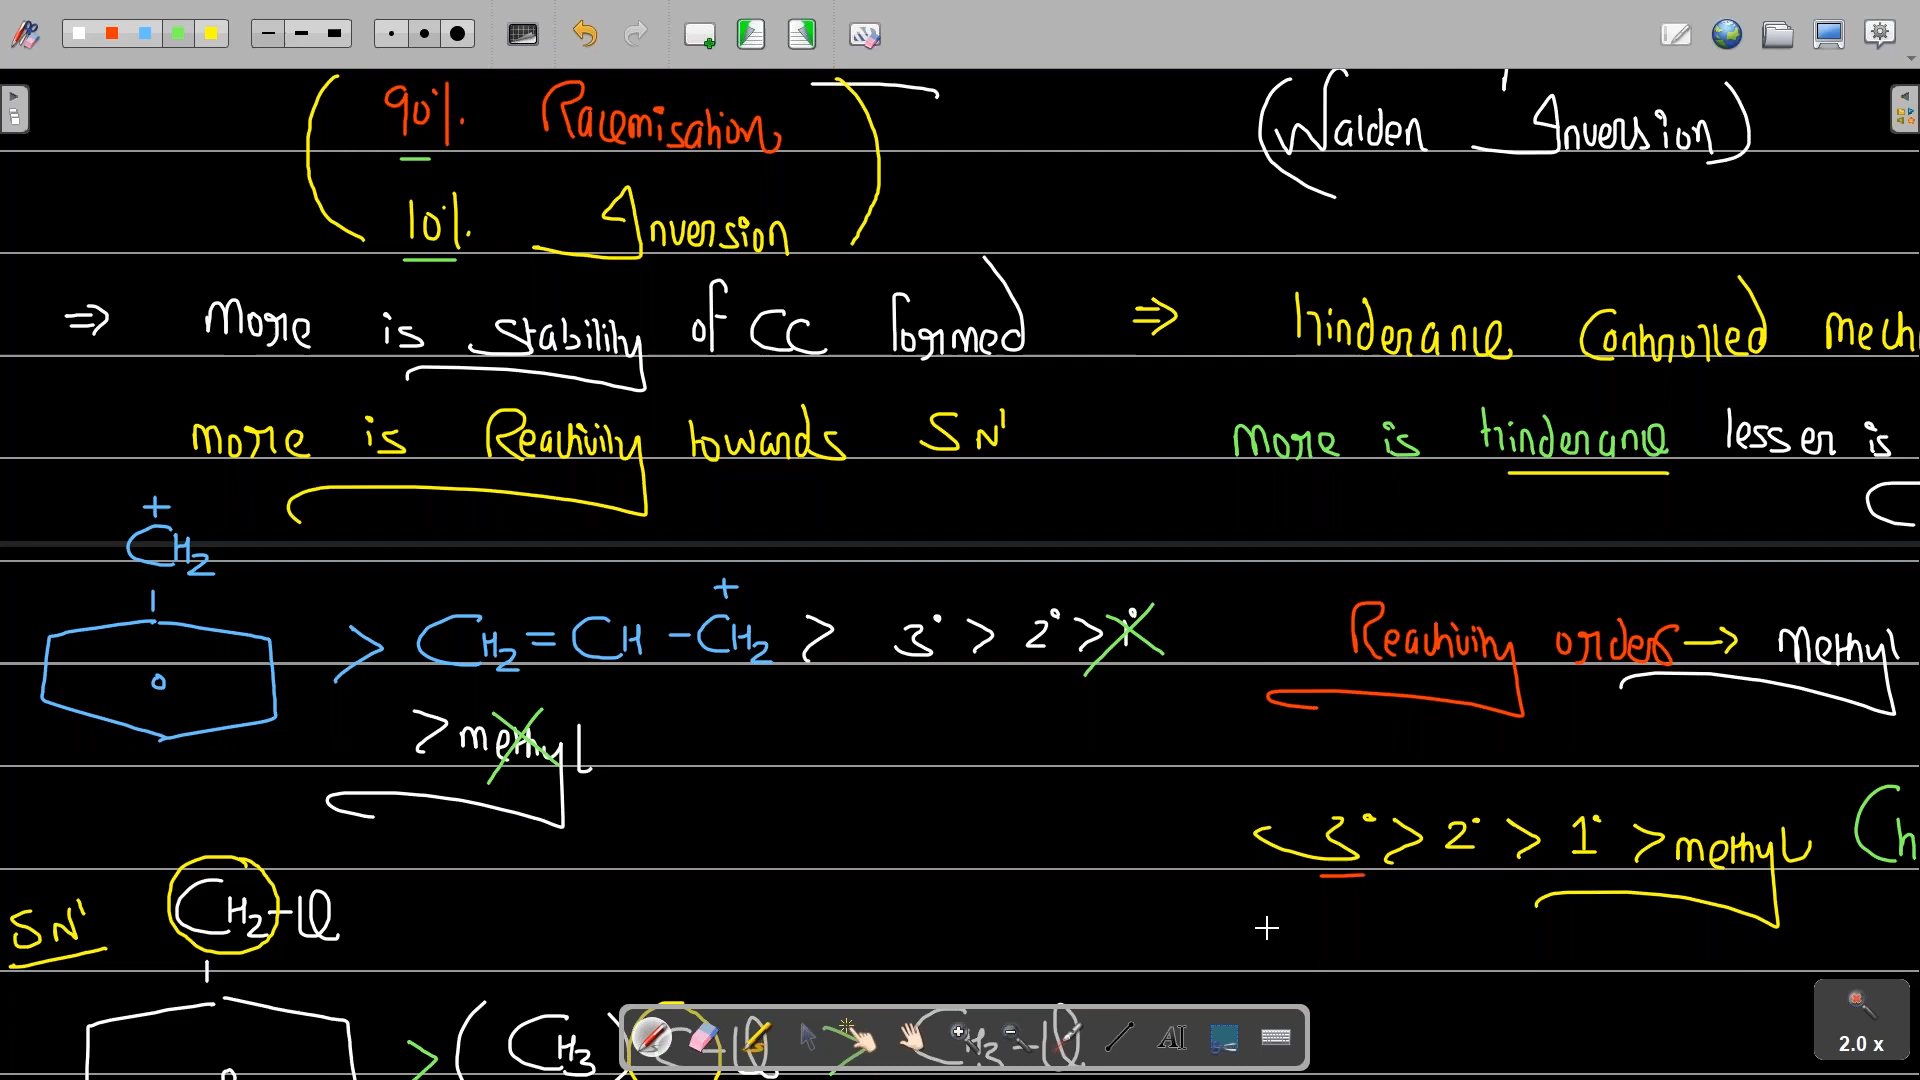 90%. Racemisation
10%. Inversion
(Walden Inversion)
⇒ More is stability of CC formed
more is Reactivity towards SN¹
⇒ hinderance Controlled Mech
More is hinderance lesser is
+
CH2
> CH2 = CH - CH2 > 3° > 2° > 1°
+
> methyl
Reactivity order → Methyl
3° > 2° > 1° > methyl (h
SN¹ CH2-Cl
> (CH3
AI
2.0 x